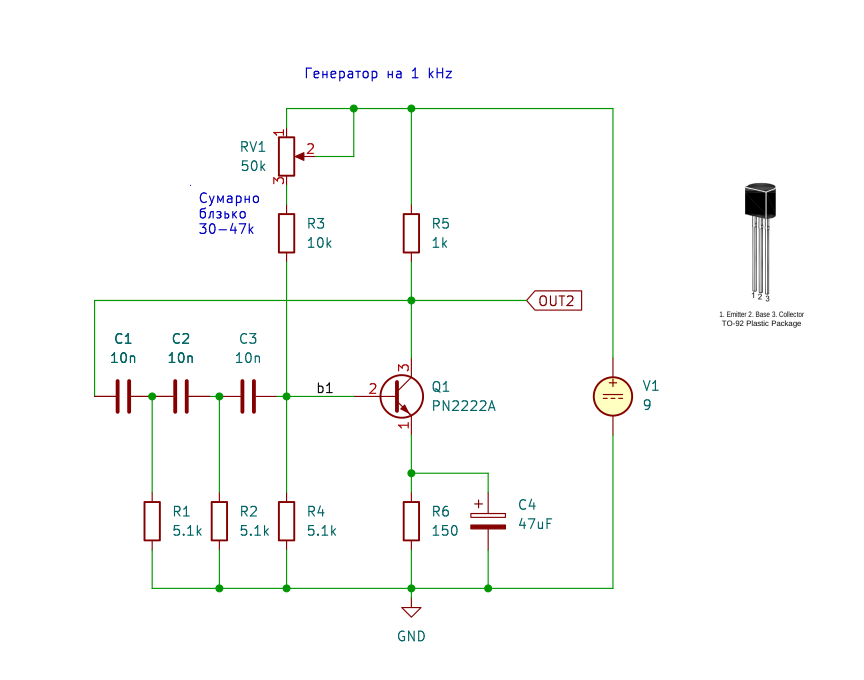 Генератор на 1 kHz
1
RV1
2
50k
3
Сумарно
блзько
30-47k
R3
10k
R5
1k
OUT2
C1
10n
C2
10n
C3
10n
b1
2
3
1
Q1
PN2222A
V1
9
R1
5.1k
R2
5.1k
R4
5.1k
R6
150
C4
47uF
GND
1 2 3
1. Emitter 2. Base 3. Collector
TO-92 Plastic Package